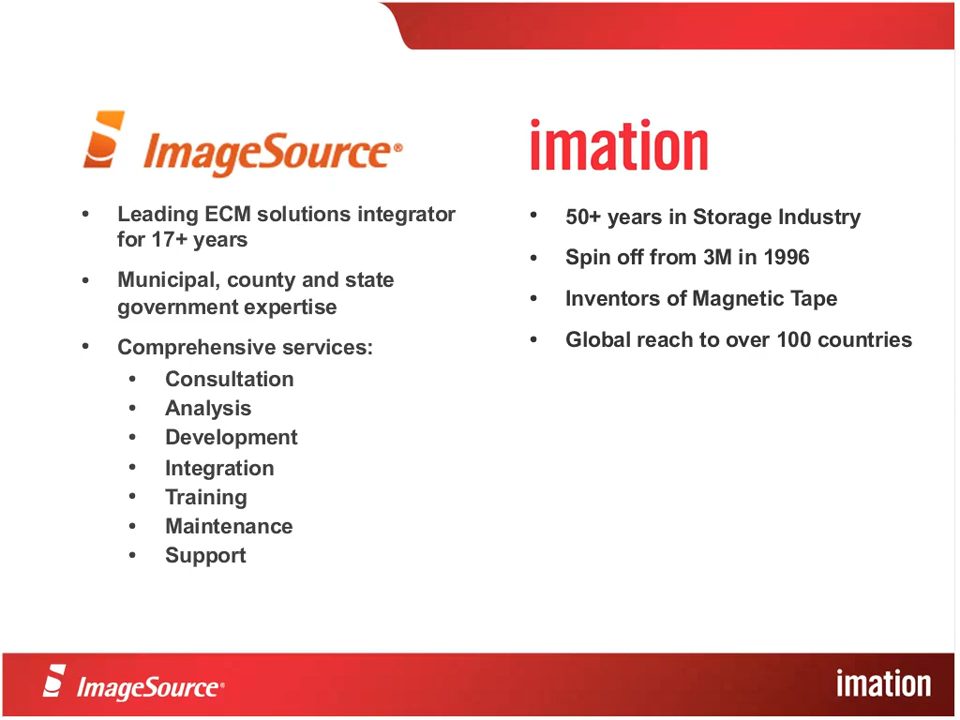 ImageSource®
• Leading ECM solutions integrator
for 17+ years
• Municipal, county and state
government expertise
• Comprehensive services:
• Consultation
• Analysis
• Development
• Integration
• Training
• Maintenance
• Support
imation
• 50+ years in Storage Industry
• Spin off from 3M in 1996
• Inventors of Magnetic Tape
• Global reach to over 100 countries
ImageSource®
imation